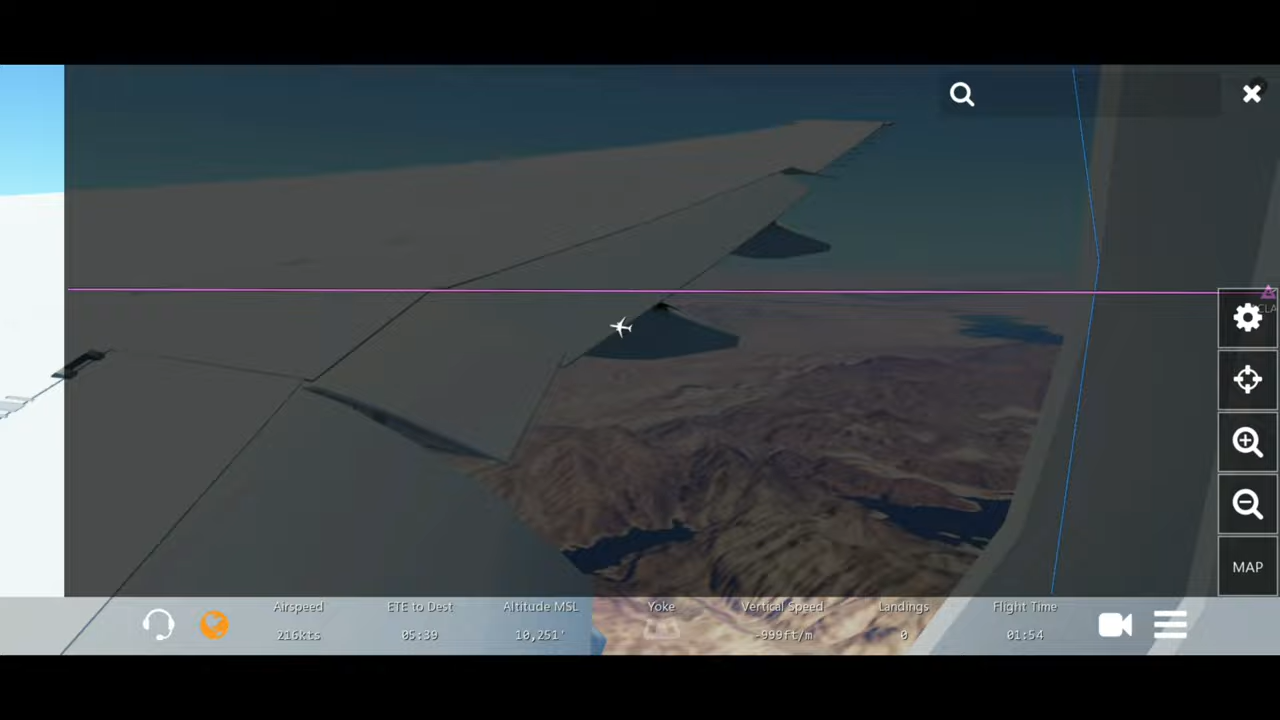 CLA
MAP
Airspeed ETE to Dest Altitude MSL Yoke Vertical Speed Landings Flight Time
216kts 05:39 10,251' -999ft/m 0 01:54